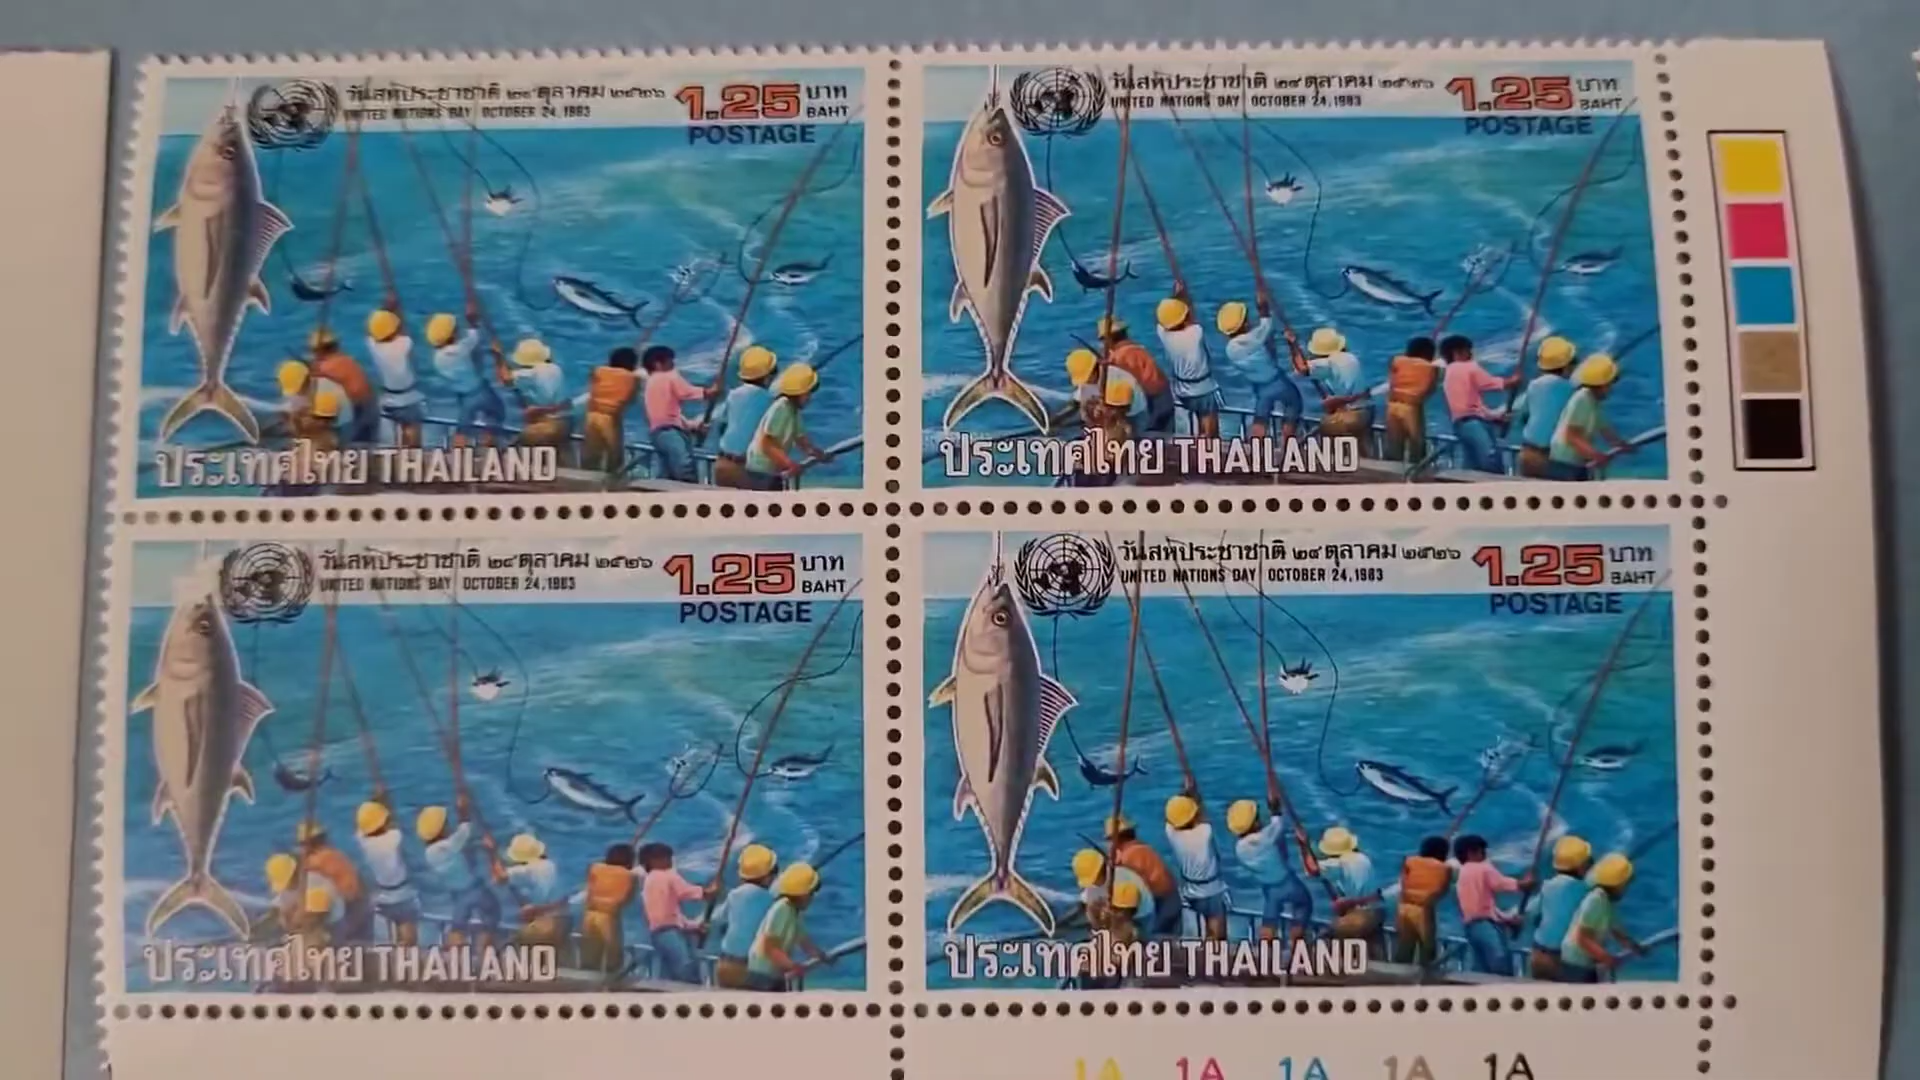 วันสหประชาชาติ ๒๔ ตุลาคม ๒๕๒๖
UNITED NATIONS DAY OCTOBER 24,1983
1.25 บาท
BAHT
POSTAGE
ประเทศไทย THAILAND
วันสหประชาชาติ ๒๔ ตุลาคม ๒๕๒๖
UNITED NATIONS DAY OCTOBER 24,1983
1.25 บาท
BAHT
POSTAGE
ประเทศไทย THAILAND
วันสหประชาชาติ ๒๔ ตุลาคม ๒๕๒๖
UNITED NATIONS DAY OCTOBER 24,1983
1.25 บาท
BAHT
POSTAGE
ประเทศไทย THAILAND
วันสหประชาชาติ ๒๔ ตุลาคม ๒๕๒๖
UNITED NATIONS DAY OCTOBER 24,1983
1.25 บาท
BAHT
POSTAGE
ประเทศไทย THAILAND
1A 1A 1A 1A 1A